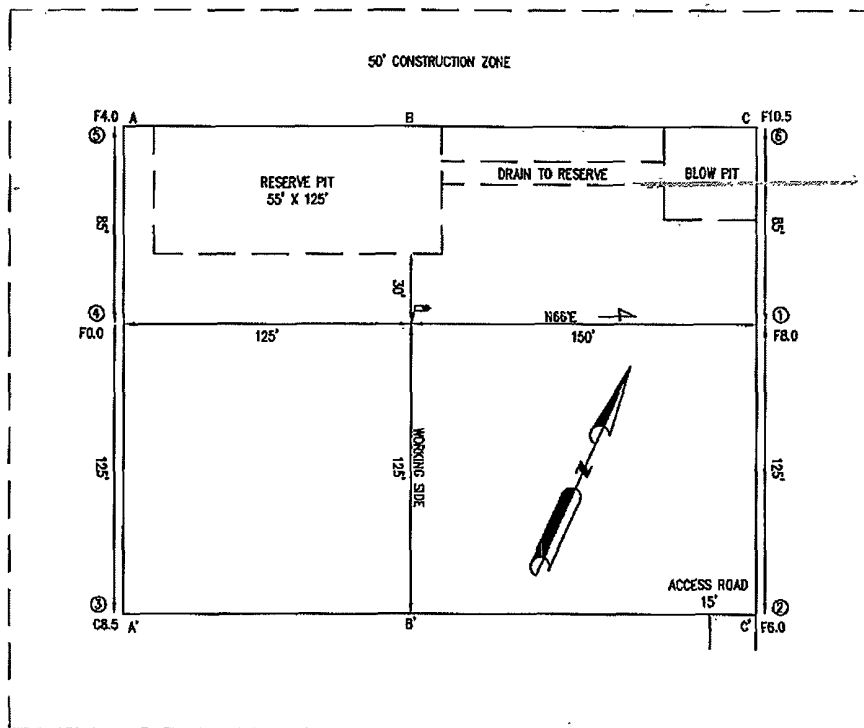 50' CONSTRUCTION ZONE
F4.0 A B C F10.5
⑤ ⑥
RESERVE PIT
55' X 125'
DRAIN TO RESERVE
BLOW PIT
85' 85'
30'
④ N66'E ①
F0.0 125' 150' F8.0
WORKING SIDE
125' 125' 125'
N
ACCESS ROAD
15'
③ ②
C8.5 A' B' C' F6.0